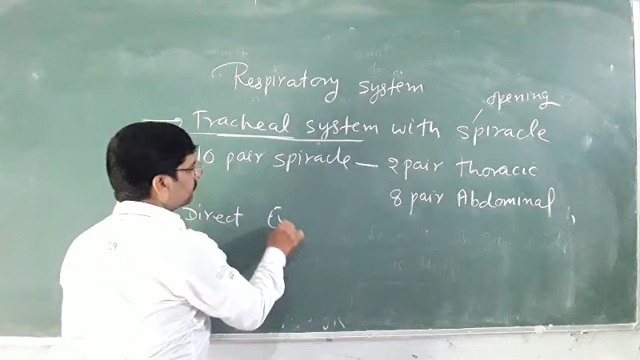 Respiratory system
opening
→ Tracheal system with spiracle
10 pair spiracle — 2 pair Thoracic
8 pair Abdominal
Direct